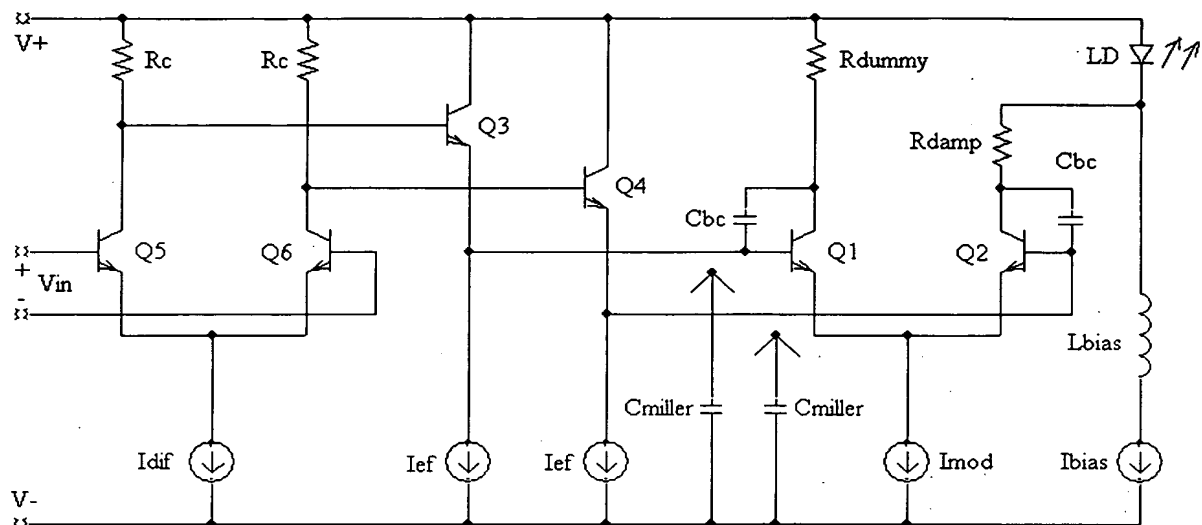 V+
Rc
Rc
Rdummy
LD
Q3
Rdamp
Cbc
Q4
Cbc
Q5
Q6
Q1
Q2
+
Vin
-
Lbias
Cmiller
Cmiller
Idif
Ief
Ief
Imod
Ibias
V-